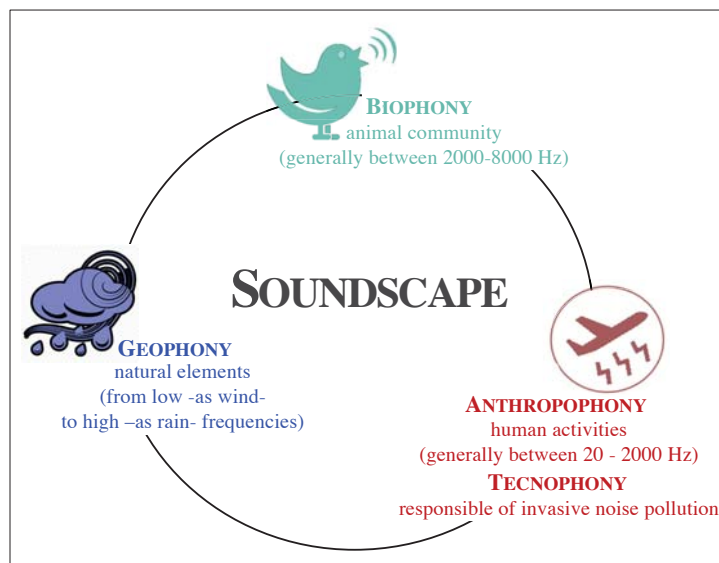 BIOPHONY
animal community
(generally between 2000-8000 Hz)
SOUNDSCAPE
GEOPHONY
natural elements
(from low -as wind-
to high –as rain- frequencies)
ANTHROPOPHONY
human activities
(generally between 20 - 2000 Hz)
TECNOPHONY
responsible of invasive noise pollution